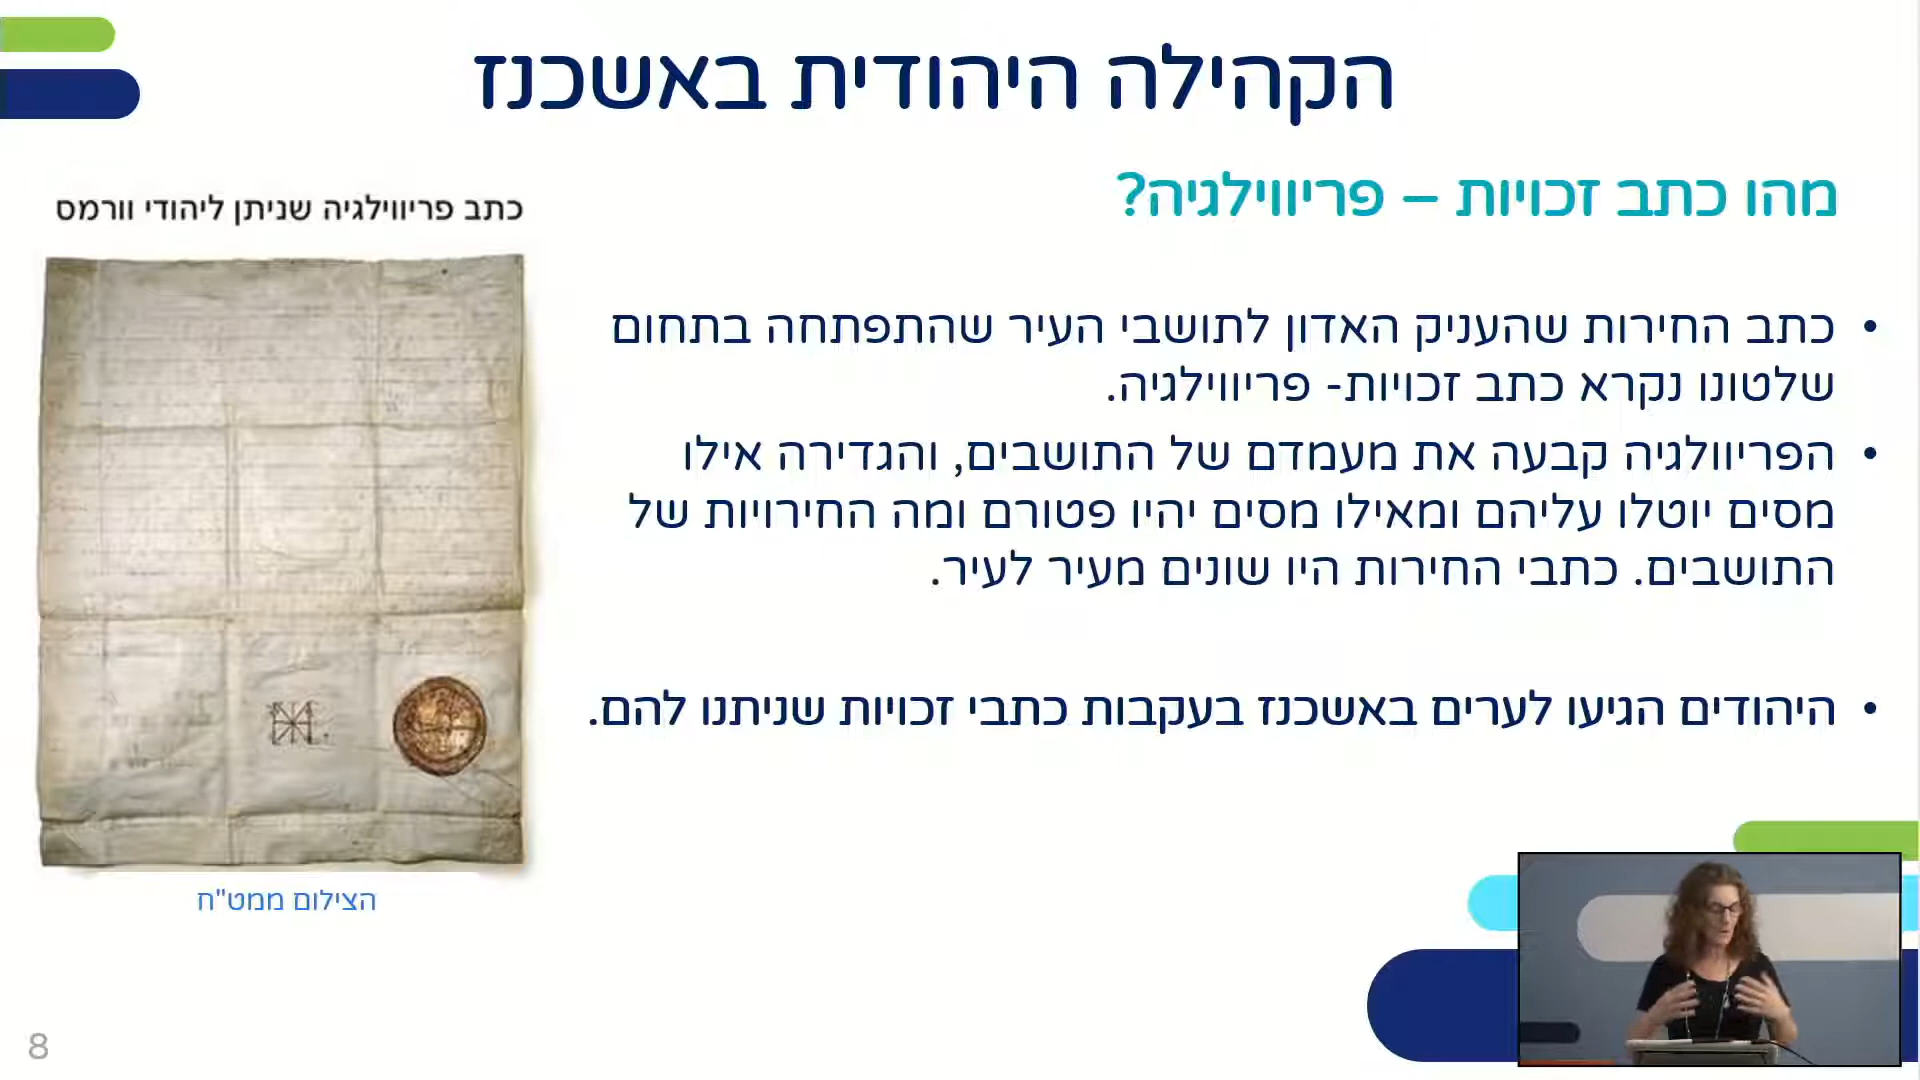 הקהילה היהודית באשכנז
מהו כתב זכויות – פריווילגיה?
• כתב החירות שהעניק האדון לתושבי העיר שהתפתחה בתחום
שלטונו נקרא כתב זכויות- פריווילגיה.
• הפריוולגיה קבעה את מעמדם של התושבים, והגדירה אילו
מסים יוטלו עליהם ומאילו מסים יהיו פטורם ומה החירויות של
התושבים. כתבי החירות היו שונים מעיר לעיר.
• היהודים הגיעו לערים באשכנז בעקבות כתבי זכויות שניתנו להם.
כתב פריווילגיה שניתן ליהודי וורמס
הצילום ממט"ח
8